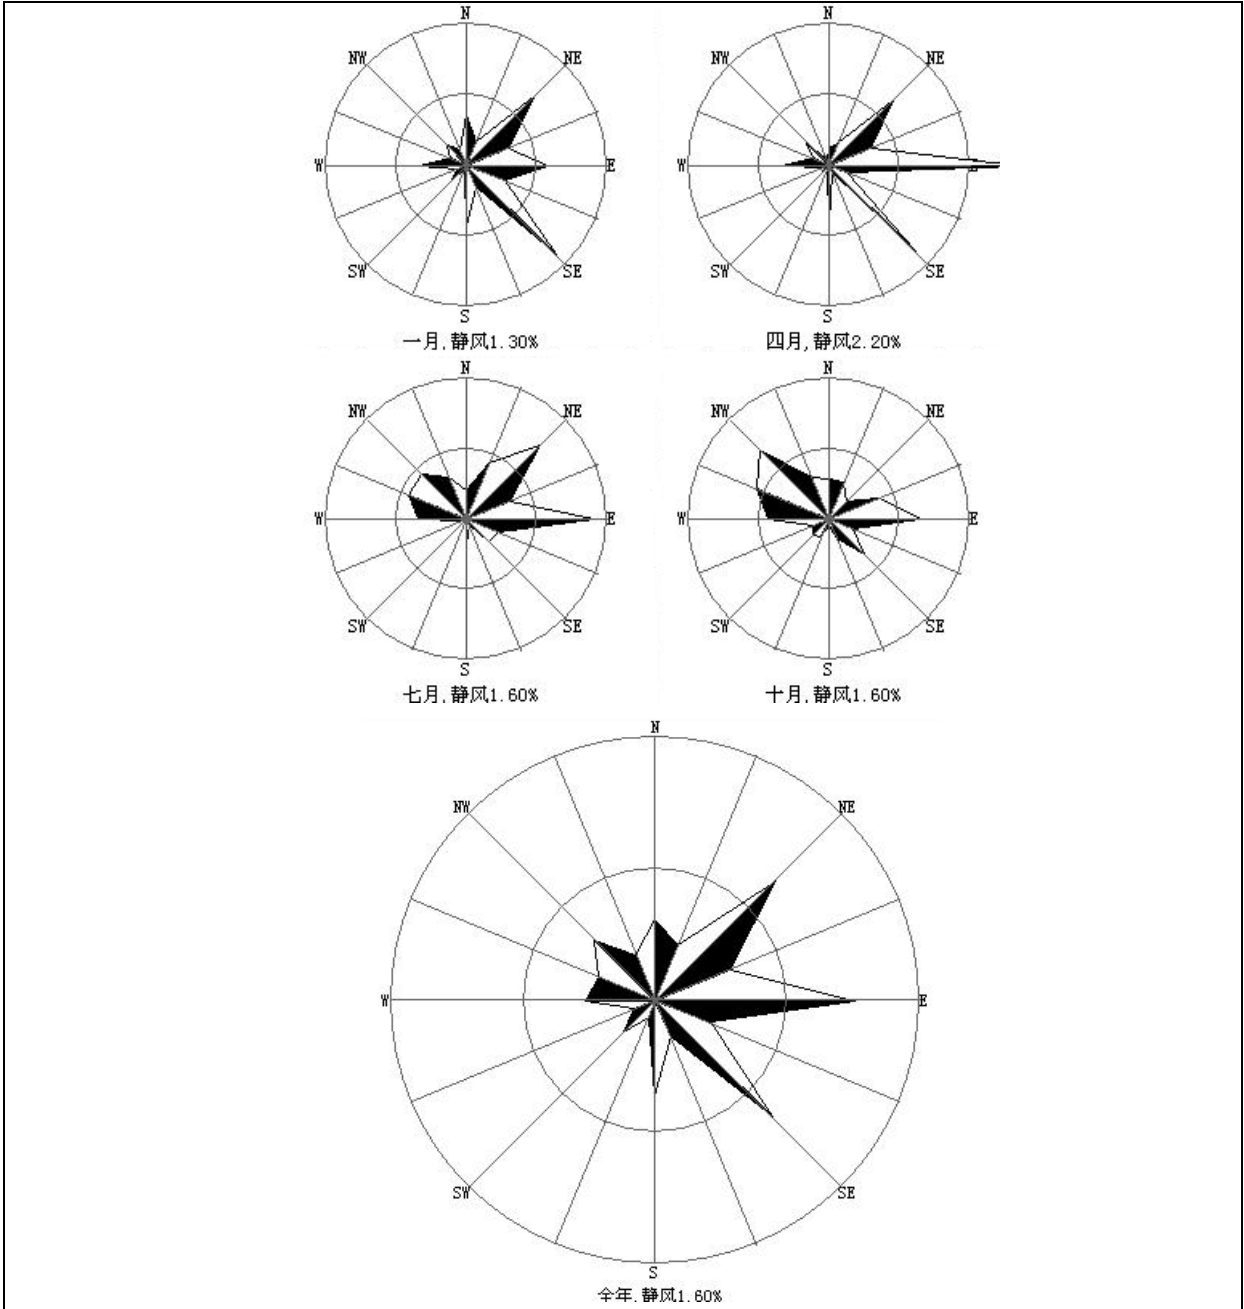 N N
NW NE NW NE
W E W E
SW SE SW SE
S S
一月,静风1.30% 四月,静风2.20%
N N
NW NE NW NE
W E W E
SW SE SW SE
S
七月,静风1.60% 十月,静风1.60%
N
NW NE
W E
SW SE
S
全年,静风1.60%